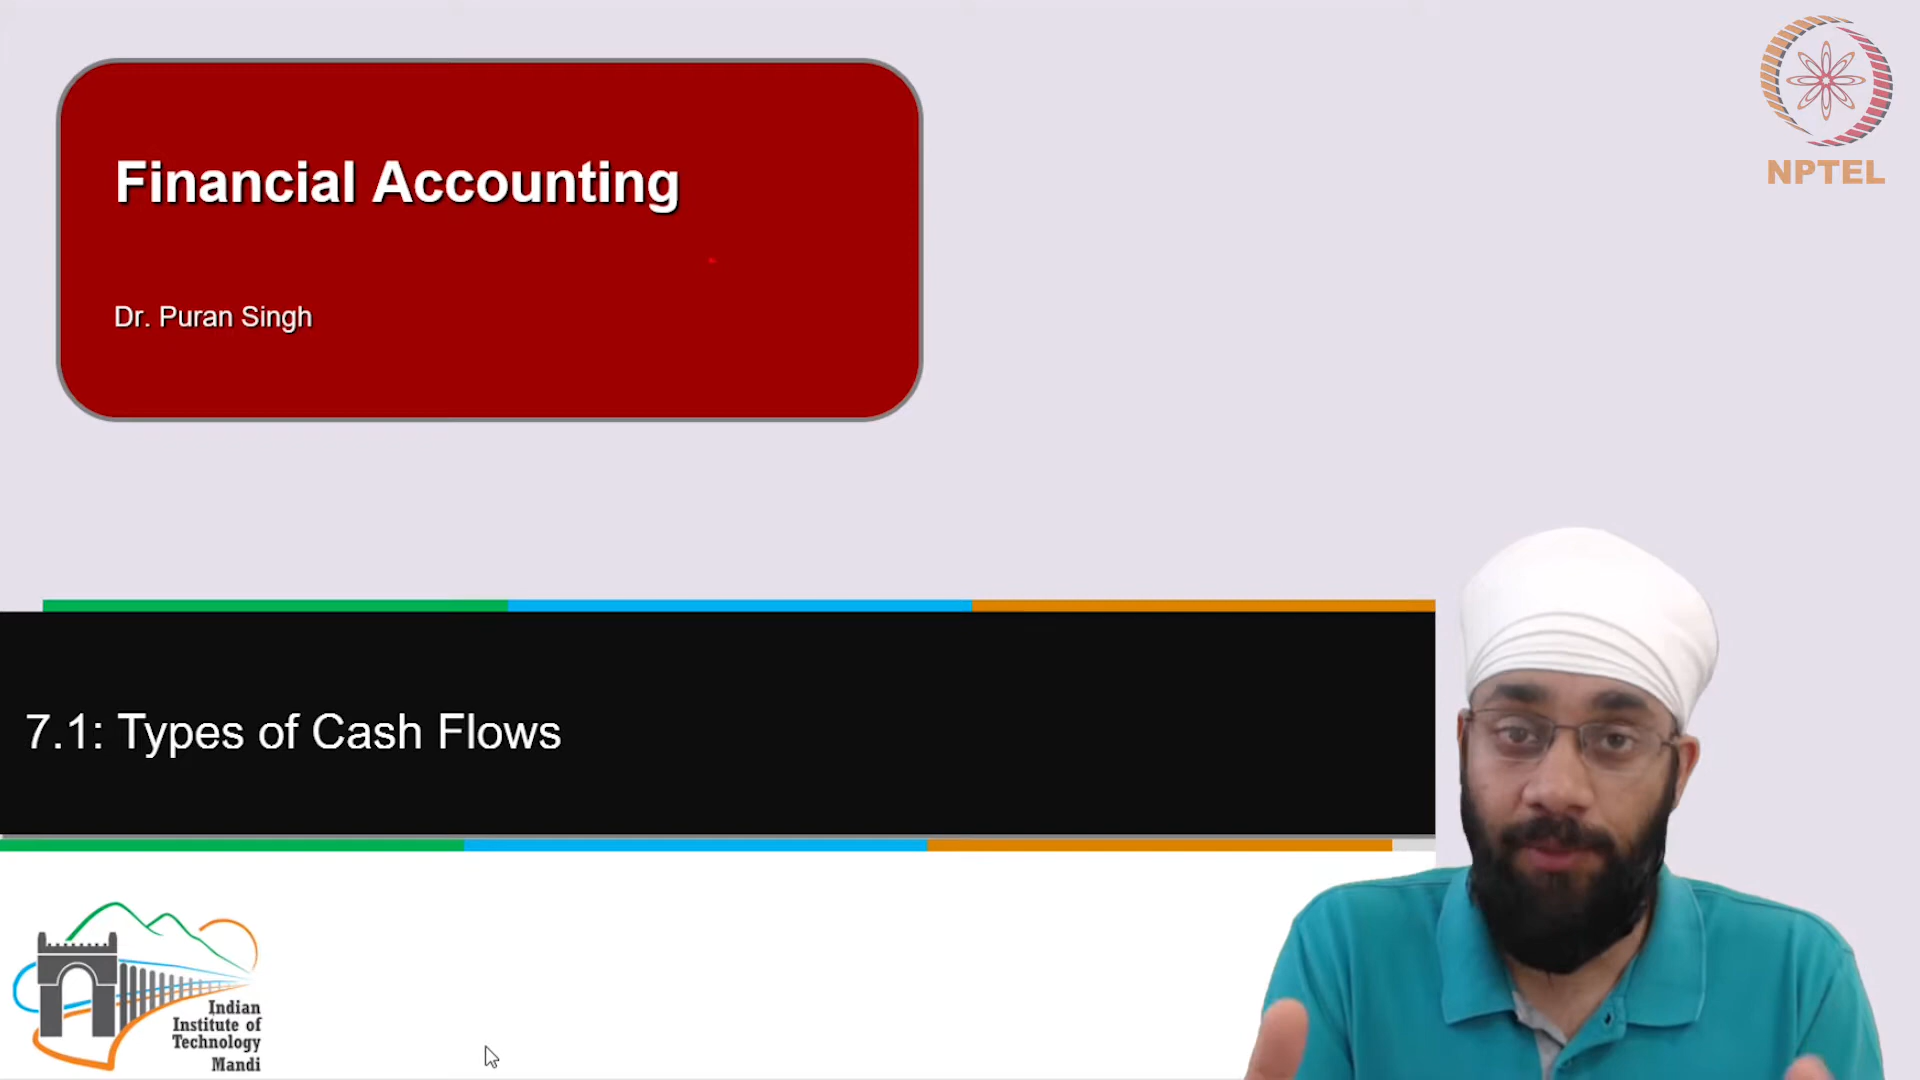 Financial Accounting
Dr. Puran Singh
NPTEL
7.1: Types of Cash Flows
Indian
Institute of
Technology
Mandi